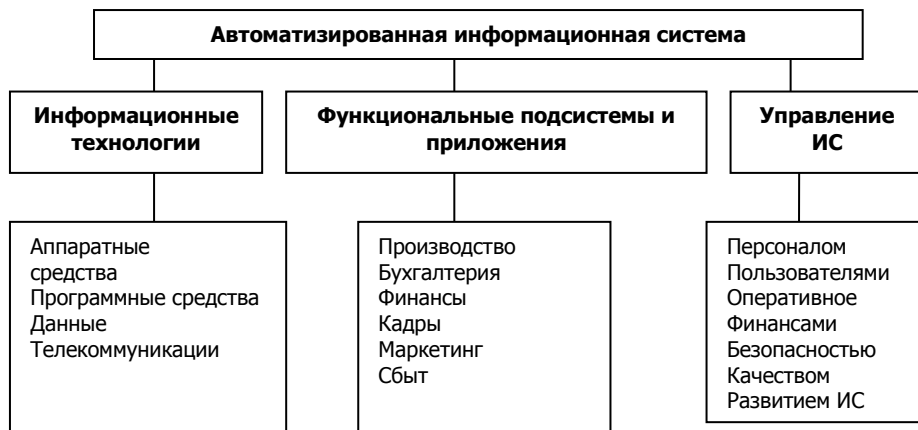 Автоматизированная информационная система
Информационные
технологии
Функциональные подсистемы и
приложения
Управление
ИС
Аппаратные
средства
Программные средства
Данные
Телекоммуникации
Производство
Бухгалтерия
Финансы
Кадры
Маркетинг
Сбыт
Персоналом
Пользователями
Оперативное
Финансами
Безопасностью
Качеством
Развитием ИС